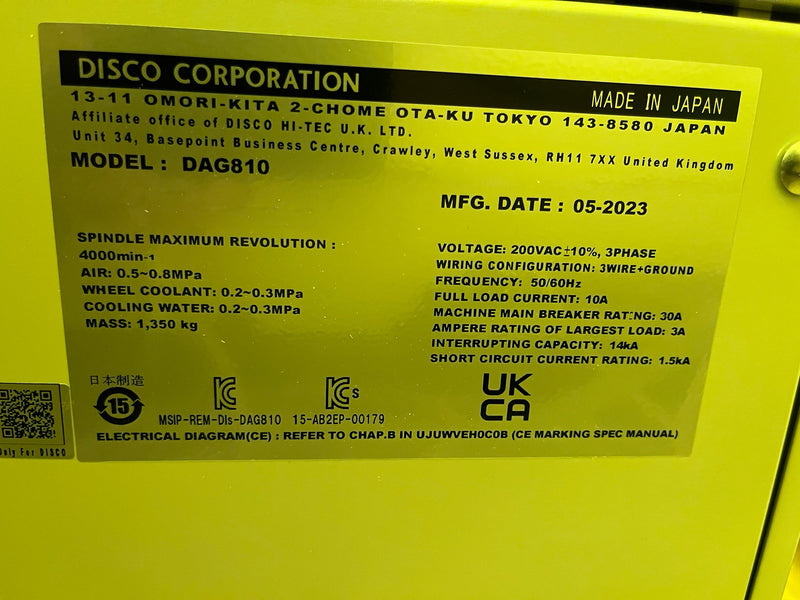 DISCO CORPORATION
MADE IN JAPAN
13-11 OMORI-KITA 2-CHOME OTA-KU TOKYO 143-8580 JAPAN
Affiliate office of DISCO HI-TEC U.K. LTD.
Unit 34, Basepoint Business Centre, Crawley, West Sussex, RH11 7XX United Kingdom
MODEL : DAG810
MFG. DATE : 05-2023
SPINDLE MAXIMUM REVOLUTION :
4000min-1
AIR: 0.5~0.8MPa
WHEEL COOLANT: 0.2~0.3MPa
COOLING WATER: 0.2~0.3MPa
MASS: 1,350 kg
VOLTAGE: 200VAC±10%, 3PHASE
WIRING CONFIGURATION: 3WIRE+GROUND
FREQUENCY: 50/60Hz
FULL LOAD CURRENT: 10A
MACHINE MAIN BREAKER RATING: 30A
AMPERE RATING OF LARGEST LOAD: 3A
INTERRUPTING CAPACITY: 14kA
SHORT CIRCUIT CURRENT RATING: 1.5kA
日本制造
15
KC
KCs
UK
CA
MSIP-REM-Dis-DAG810 15-AB2EP-00179
ELECTRICAL DIAGRAM(CE) : REFER TO CHAP.B IN UJUWVEH0C0B (CE MARKING SPEC MANUAL)
Only For DISCO